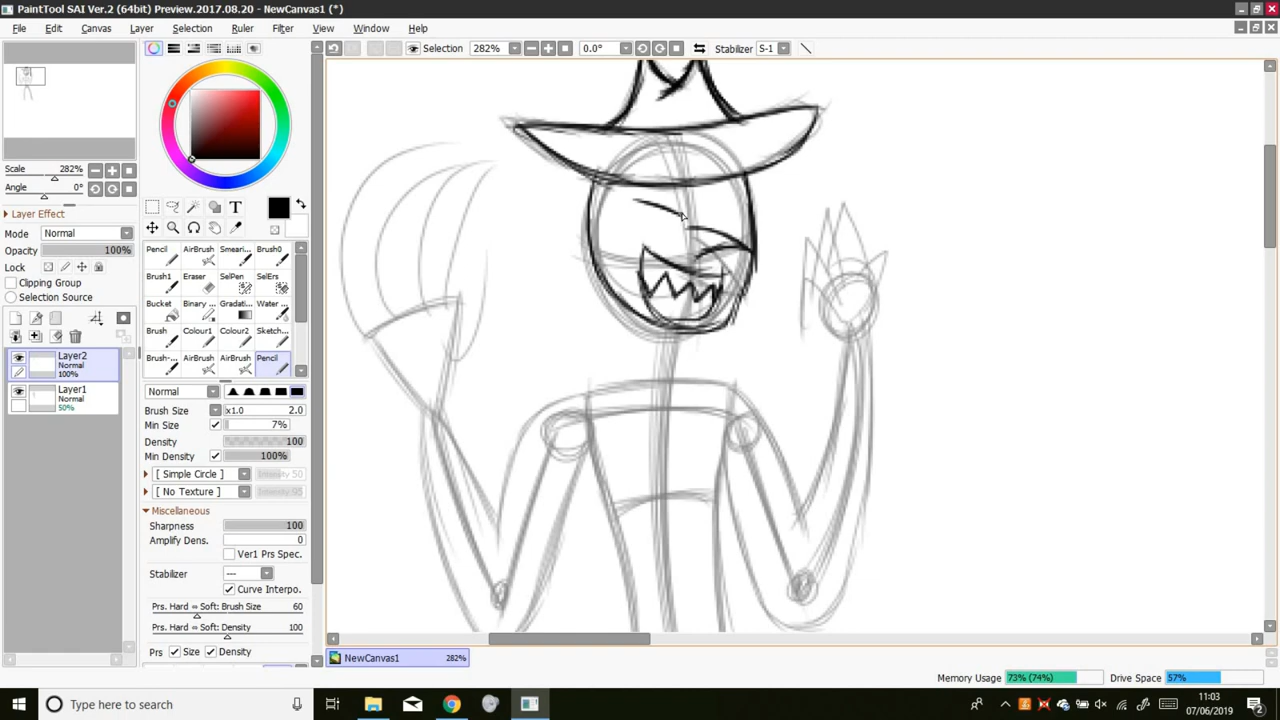 PaintTool SAI Ver.2 (64bit) Preview.2017.08.20 - NewCanvas1 (*)
File Edit Canvas Layer Selection Ruler Filter View Window Help
Selection 282% 0.0° Stabilizer S-1
Scale 282%
Angle 0°
Layer Effect
Mode Normal
Opacity 100%
Lock
Clipping Group
Selection Source
Layer2
Normal
100%
Layer1
Normal
50%
T
Pencil AirBrush Smeari... Brush0
Brush1 Eraser SelPen SelErs
Bucket Binary ... Gradati... Water ...
Brush Colour1 Colour2 Sketch...
Brush-... AirBrush AirBrush Pencil
Normal
Brush Size x1.0 2.0
Min Size 7%
Density 100
Min Density 100%
[ Simple Circle ] Intensity 50
[ No Texture ] Intensity 95
Miscellaneous
Sharpness 100
Amplify Dens. 0
Ver1 Prs Spec.
Stabilizer ---
Curve Interpo.
Prs. Hard ⇔ Soft: Brush Size 60
Prs. Hard ⇔ Soft: Density 100
Prs Size Density
NewCanvas1 282%
Memory Usage 73% (74%) Drive Space 57%
Type here to search
11:03
07/06/2019
2